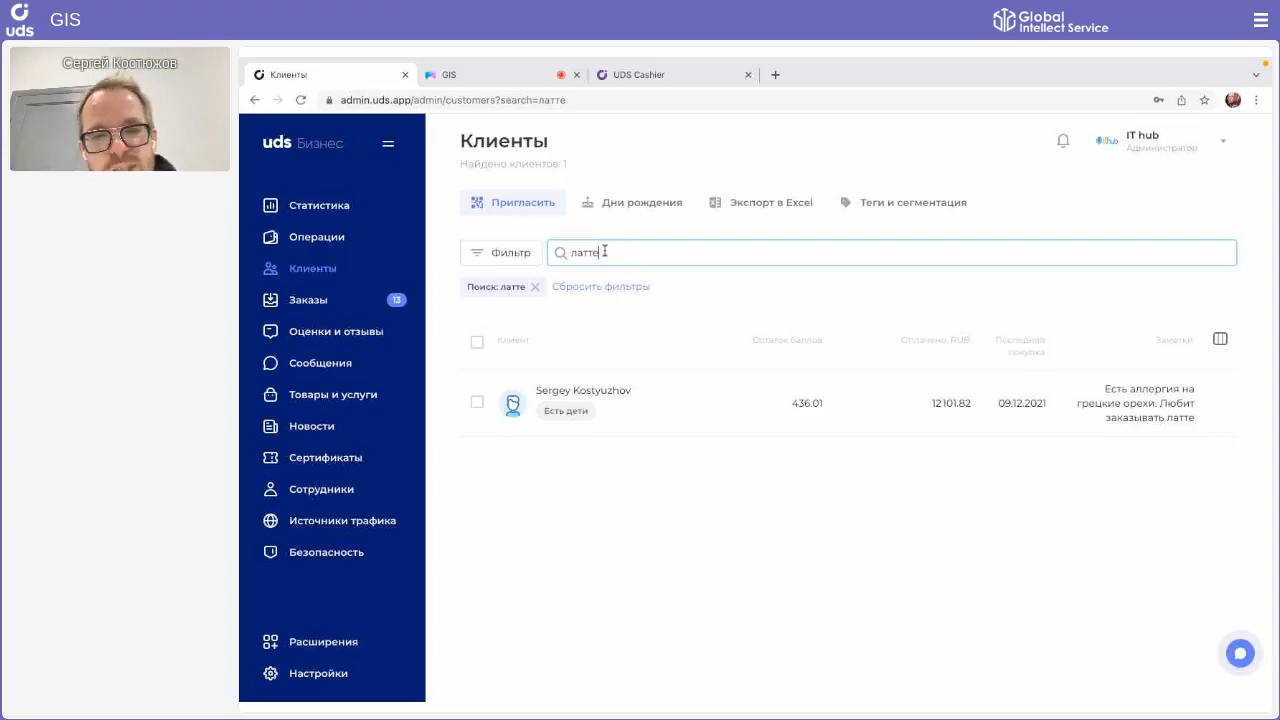 uds
GIS
Global
Intellect Service
Сергей Костюжов
Клиенты
GIS
UDS Cashier
admin.uds.app/admin/customers?search=латте
uds Бизнес
Статистика
Операции
Клиенты
Заказы
13
Оценки и отзывы
Сообщения
Товары и услуги
Новости
Сертификаты
Сотрудники
Источники трафика
Безопасность
Расширения
Настройки
Клиенты
Найдено клиентов: 1
ithub
IT hub
Администратор
Пригласить
Дни рождения
Экспорт в Excel
Теги и сегментация
Фильтр
латте
Поиск: латте
Сбросить фильтры
Клиент
Остаток баллов
Оплачено, RUB
Последняя
покупка
Заметки
Sergey Kostyuzhov
Есть дети
436.01
12 101.82
09.12.2021
Есть аллергия на
грецкие орехи. Любит
заказывать латте